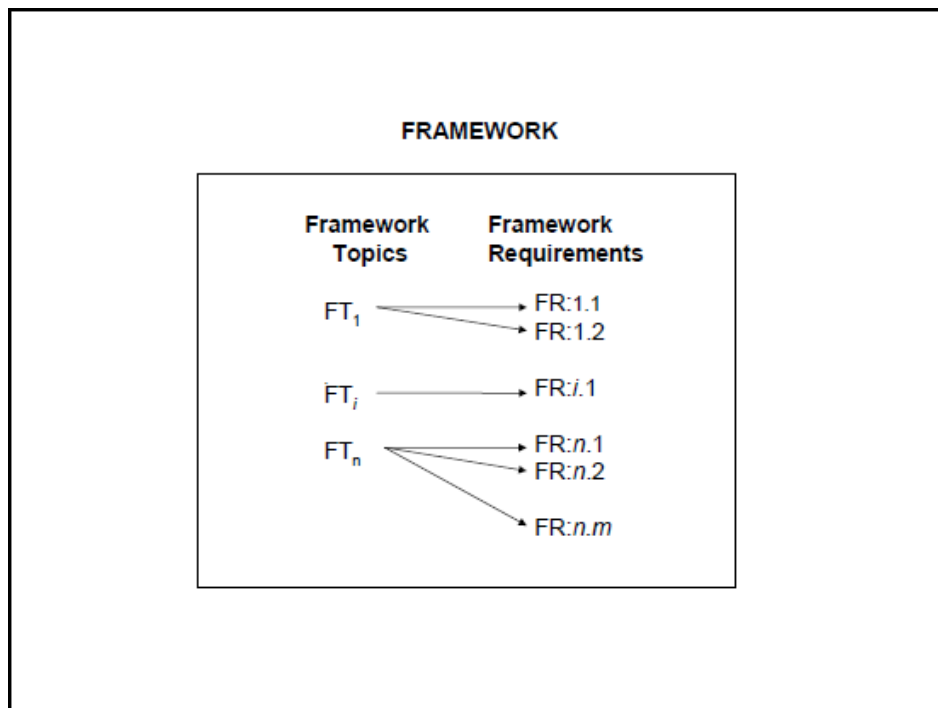 FRAMEWORK
Framework Topics
Framework Requirements
FT1
FR:1.1
FR:1.2
FTi
FR:i.1
FTn
FR:n.1
FR:n.2
FR:n.m